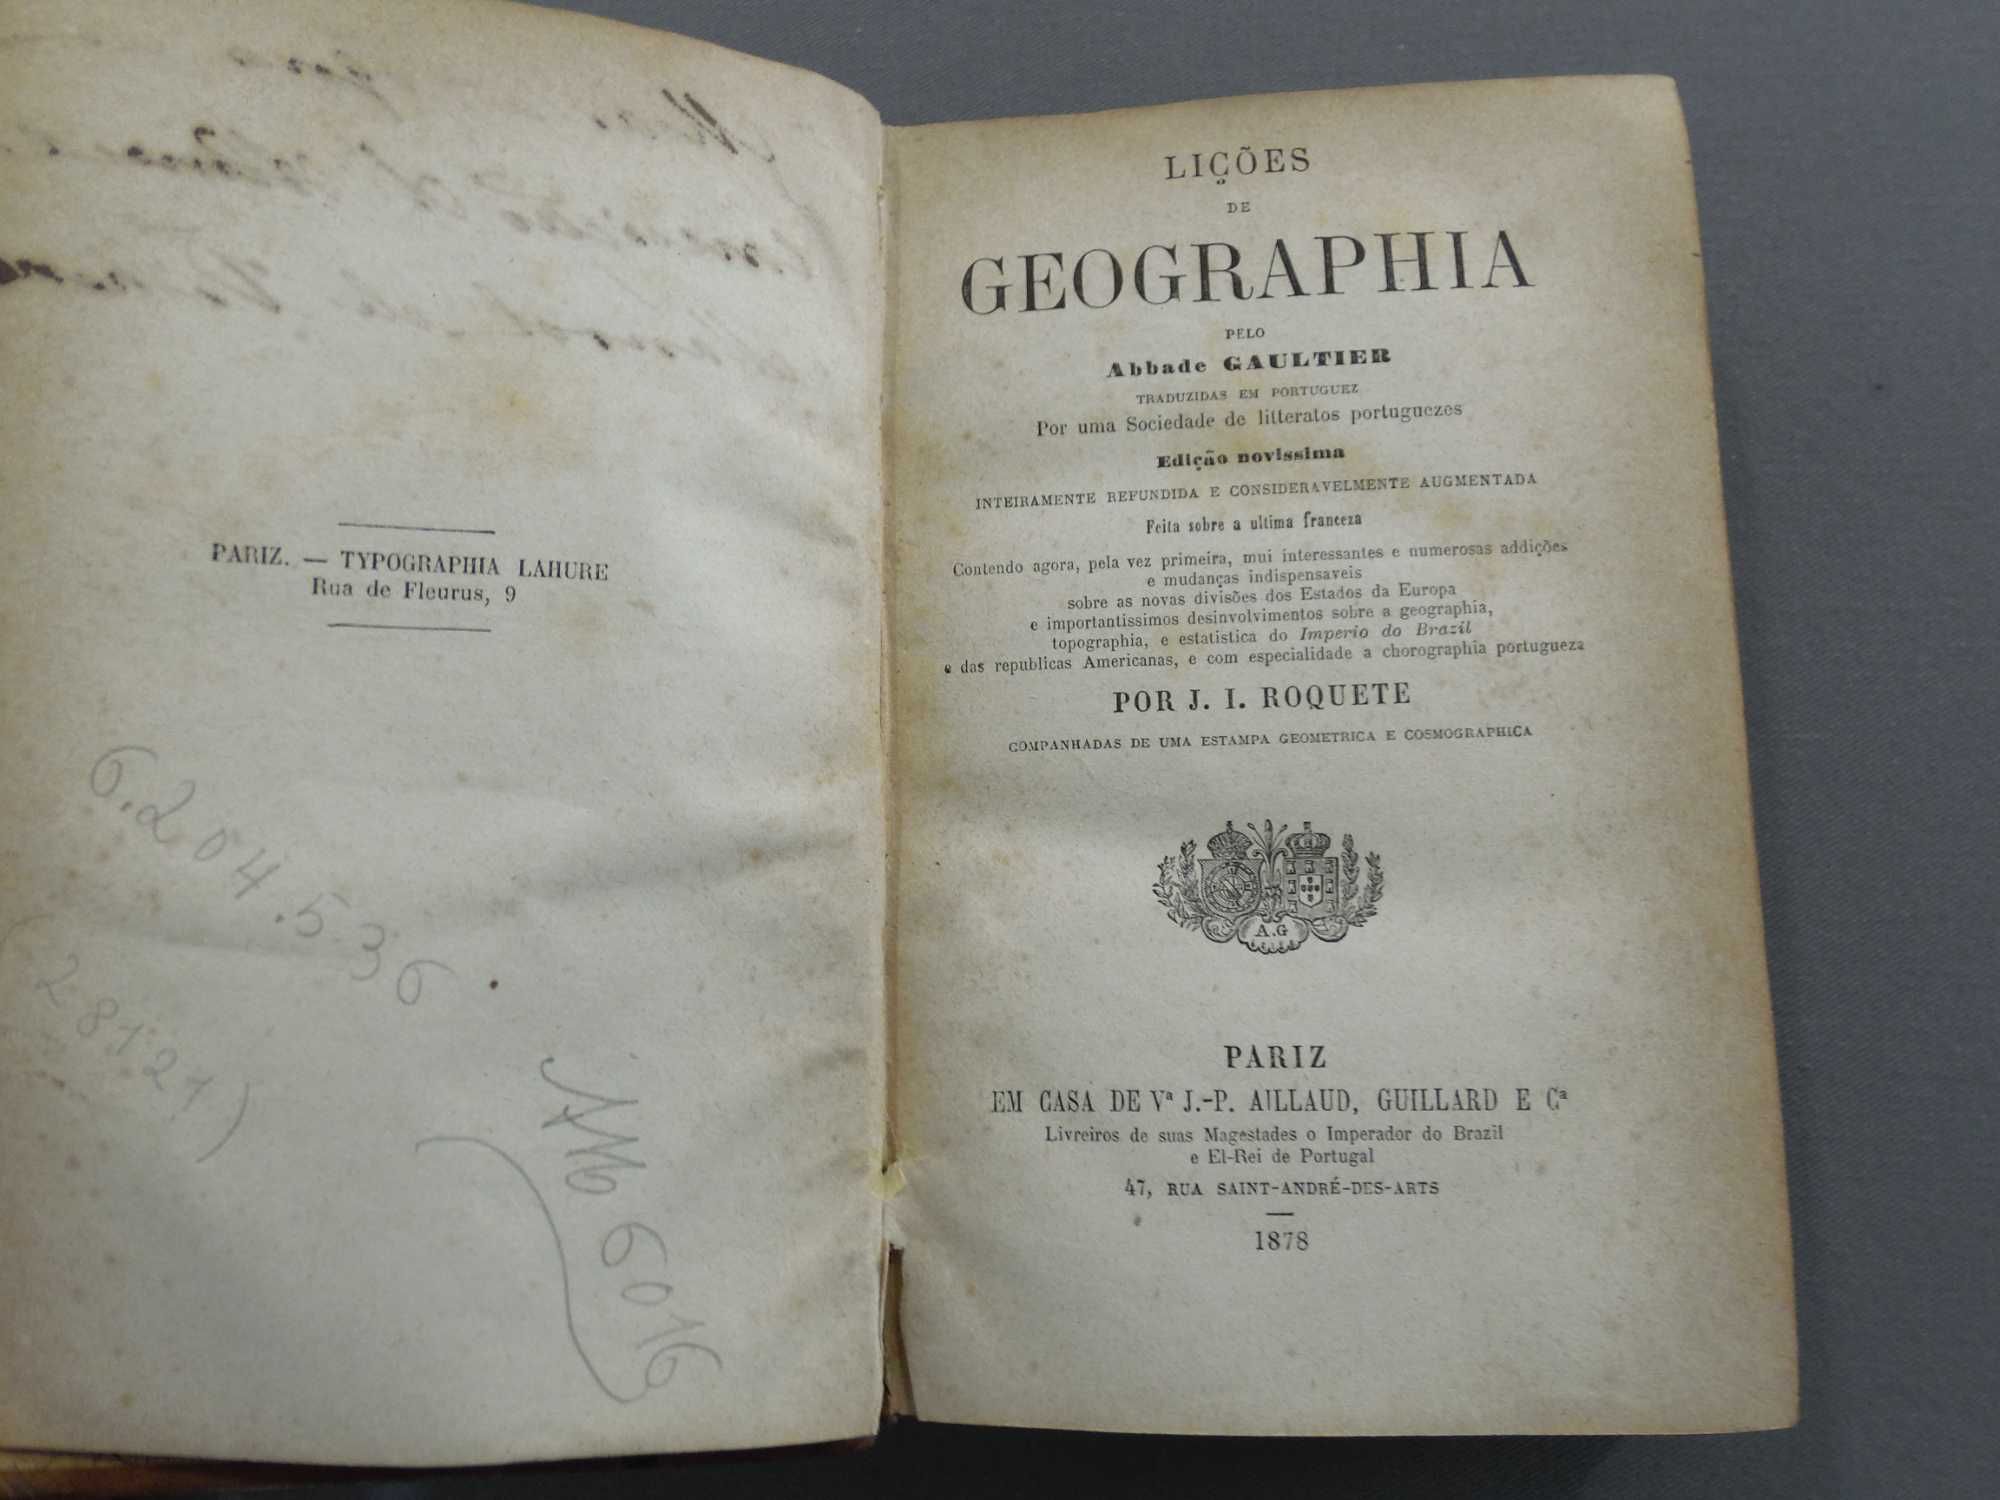 PARIZ. — TYPOGRAPHIA LAHURE
Rua de Fleurus, 9
6.204.536
28121)
6016
LIÇÕES
DE
GEOGRAPHIA
PELO
Abbade GAULTIER
TRADUZIDAS EM PORTUGUEZ
Por uma Sociedade de litteratos portuguezes
Edição novissima
INTEIRAMENTE REFUNDIDA E CONSIDERAVELMENTE AUGMENTADA
Feita sobre a ultima franceza
Contendo agora, pela vez primeira, mui interessantes e numerosas addições
e mudanças indispensaveis
sobre as novas divisões dos Estados da Europa
e importantissimos desinvolvimentos sobre a geographia,
topographia, e estatistica do Imperio do Brazil
e das republicas Americanas, e com especialidade a chorographia portugueza
POR J. I. ROQUETE
COMPANHADAS DE UMA ESTAMPA GEOMETRICA E COSMOGRAPHICA
A.G
PARIZ
EM CASA DE Vª J.-P. AILLAUD, GUILLARD E Cª
Livreiros de suas Magestades o Imperador do Brazil
e El-Rei de Portugal
47, RUA SAINT-ANDRÉ-DES-ARTS
1878